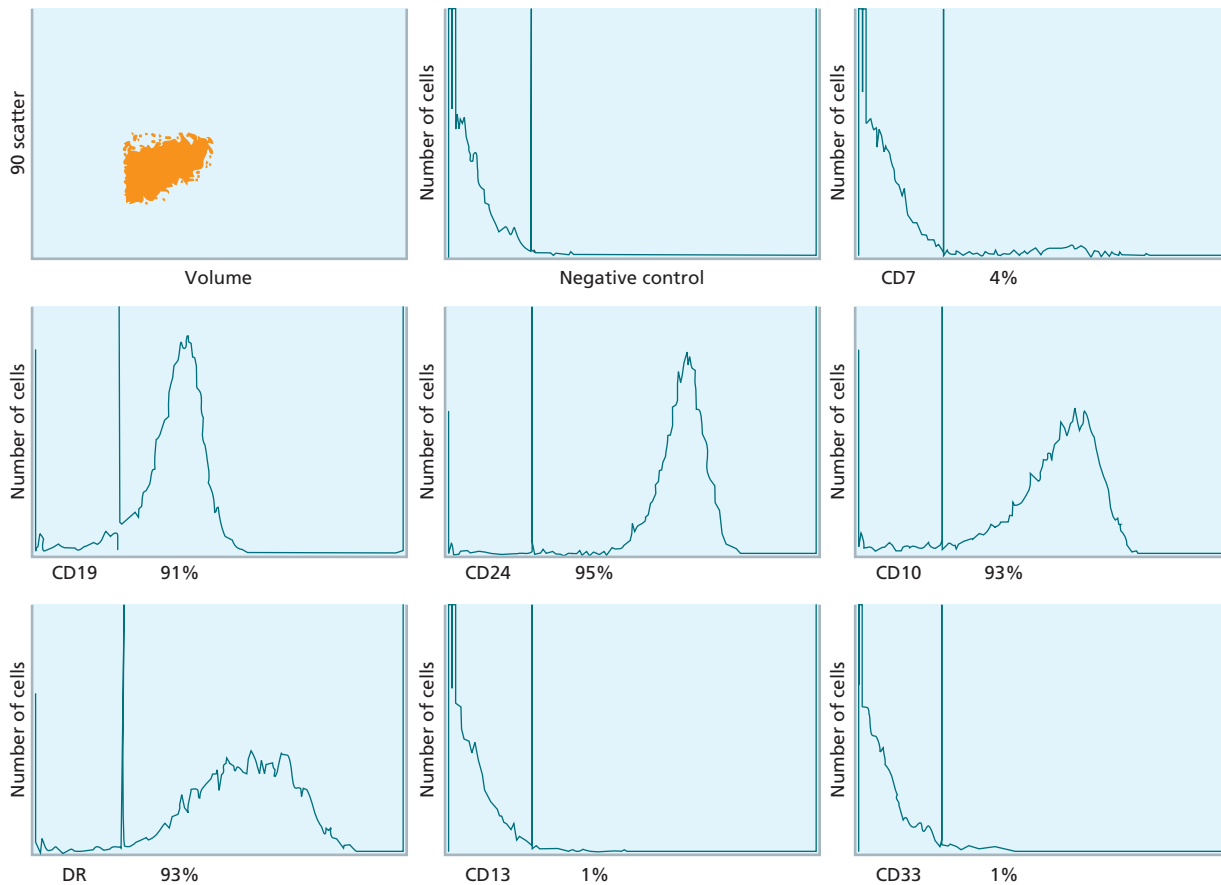 90 scatter
Volume
Number of cells
Negative control
Number of cells
CD7 4%
Number of cells
CD19 91%
Number of cells
CD24 95%
Number of cells
CD10 93%
Number of cells
DR 93%
Number of cells
CD13 1%
Number of cells
CD33 1%